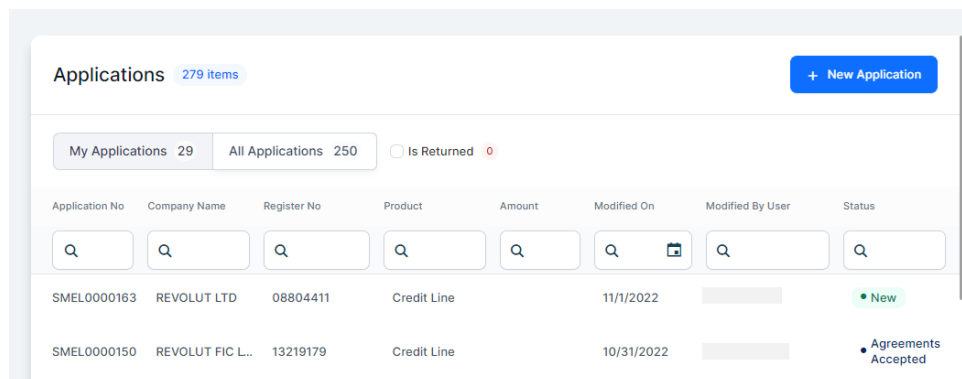 Applications 279 items
+ New Application
My Applications 29 All Applications 250 Is Returned 0
Application No Company Name Register No Product Amount Modified On Modified By User Status
SMEL0000163 REVOLUT LTD 08804411 Credit Line 11/1/2022 New
SMEL0000150 REVOLUT FIC L... 13219179 Credit Line 10/31/2022 Agreements
Accepted